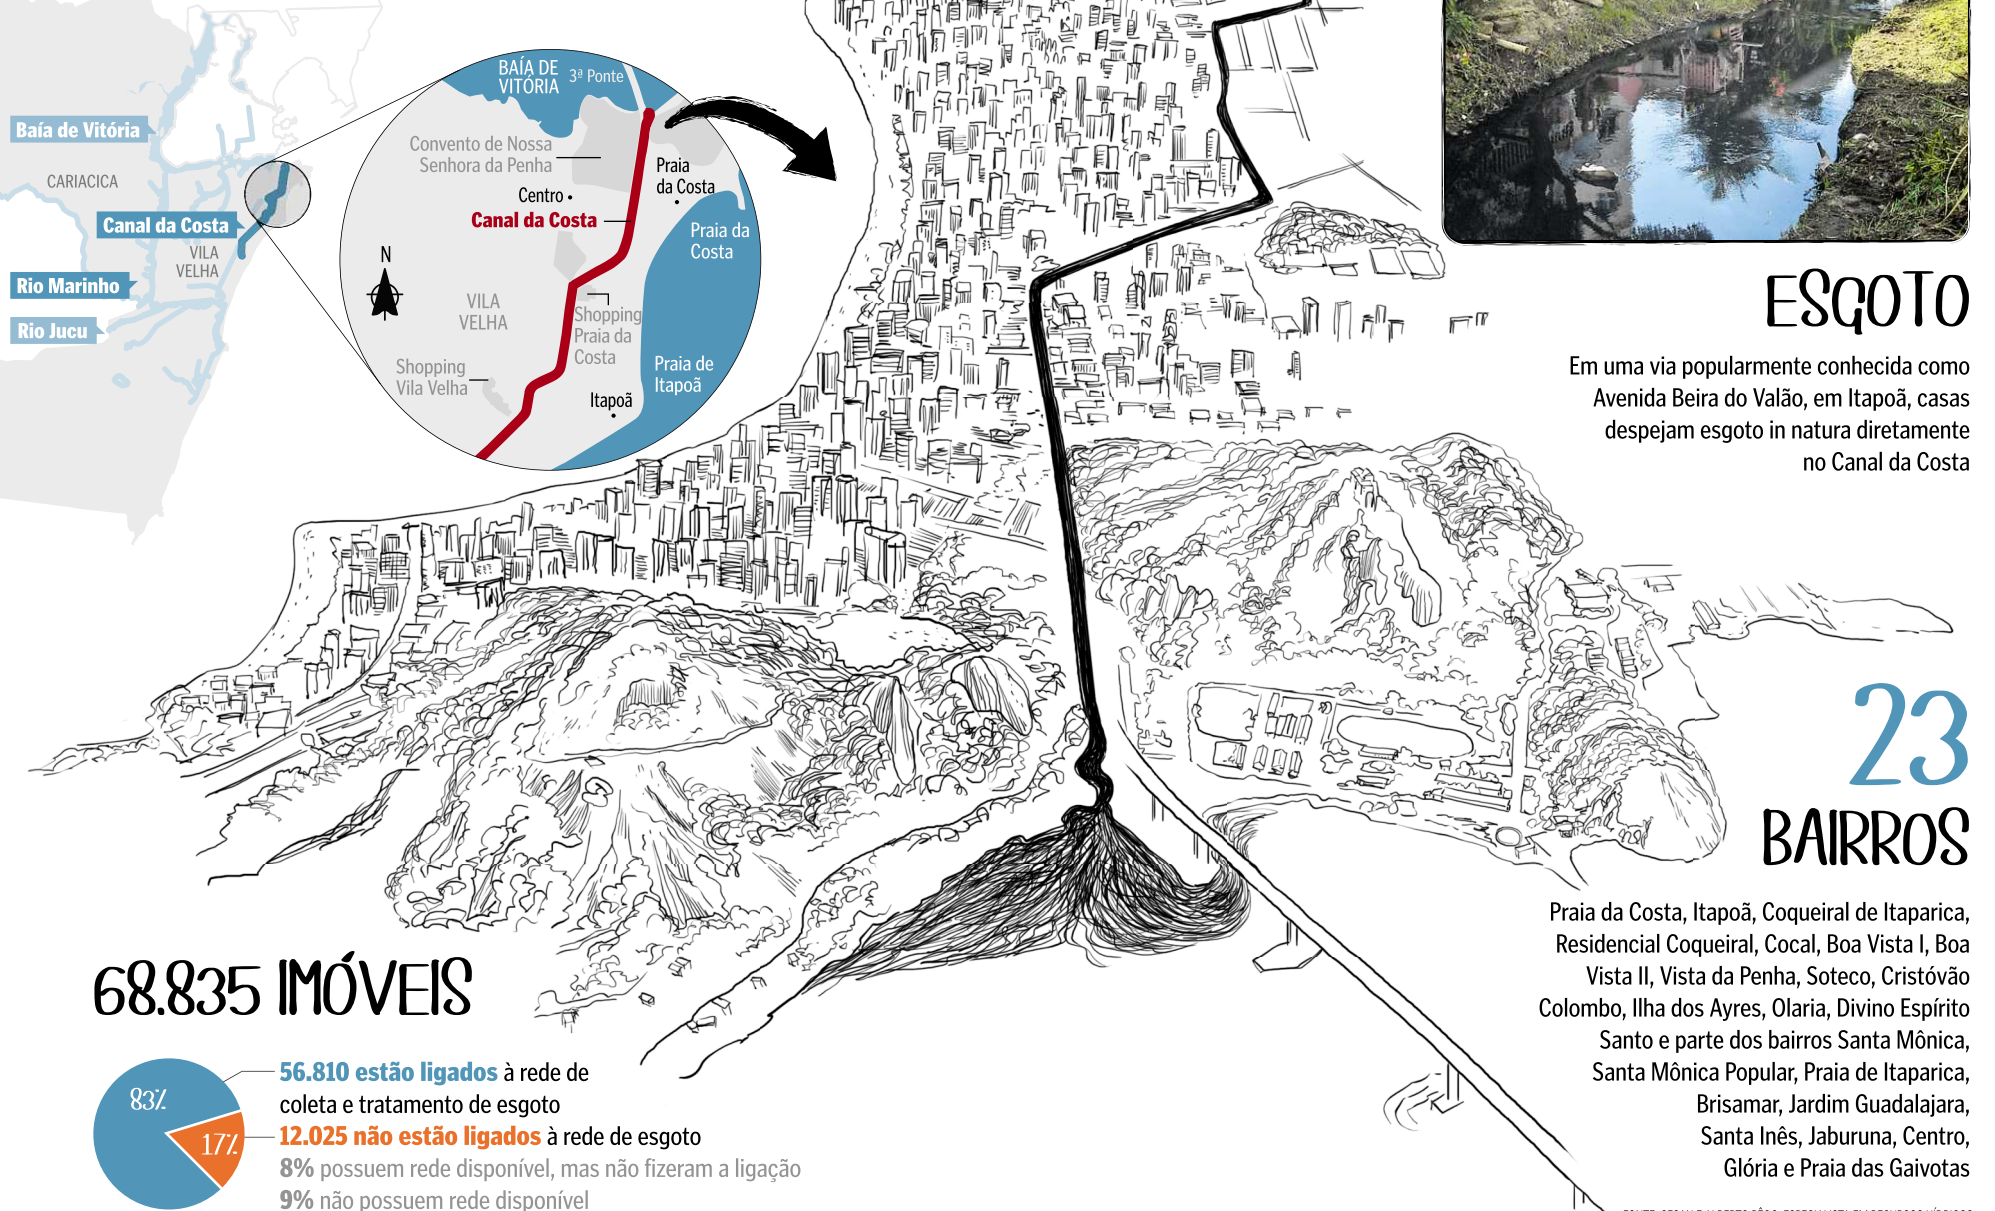 Baía de Vitória
CARIACICA
Canal da Costa
VILA
VELHA
Rio Marinho
Rio Jucu
BAÍA DE
VITÓRIA
3ª Ponte
Convento de Nossa
Senhora da Penha
Praia
da Costa
Centro
Canal da Costa
Praia da
Costa
N
VILA
VELHA
Shopping
Praia da
Costa
Shopping
Vila Velha
Praia de
Itapoã
Itapoã
ESGOTO
Em uma via popularmente conhecida como
Avenida Beira do Valão, em Itapoã, casas
despejam esgoto in natura diretamente
no Canal da Costa
23
BAIRROS
Praia da Costa, Itapoã, Coqueiral de Itaparica,
Residencial Coqueiral, Cocal, Boa Vista I, Boa
Vista II, Vista da Penha, Soteco, Cristóvão
Colombo, Ilha dos Ayres, Olaria, Divino Espírito
Santo e parte dos bairros Santa Mônica,
Santa Mônica Popular, Praia de Itaparica,
Brisamar, Jardim Guadalajara,
Santa Inês, Jaburuna, Centro,
Glória e Praia das Gaivotas
68.835 IMÓVEIS
83%
17%
56.810 estão ligados à rede de
coleta e tratamento de esgoto
12.025 não estão ligados à rede de esgoto
8% possuem rede disponível, mas não fizeram a ligação
9% não possuem rede disponível